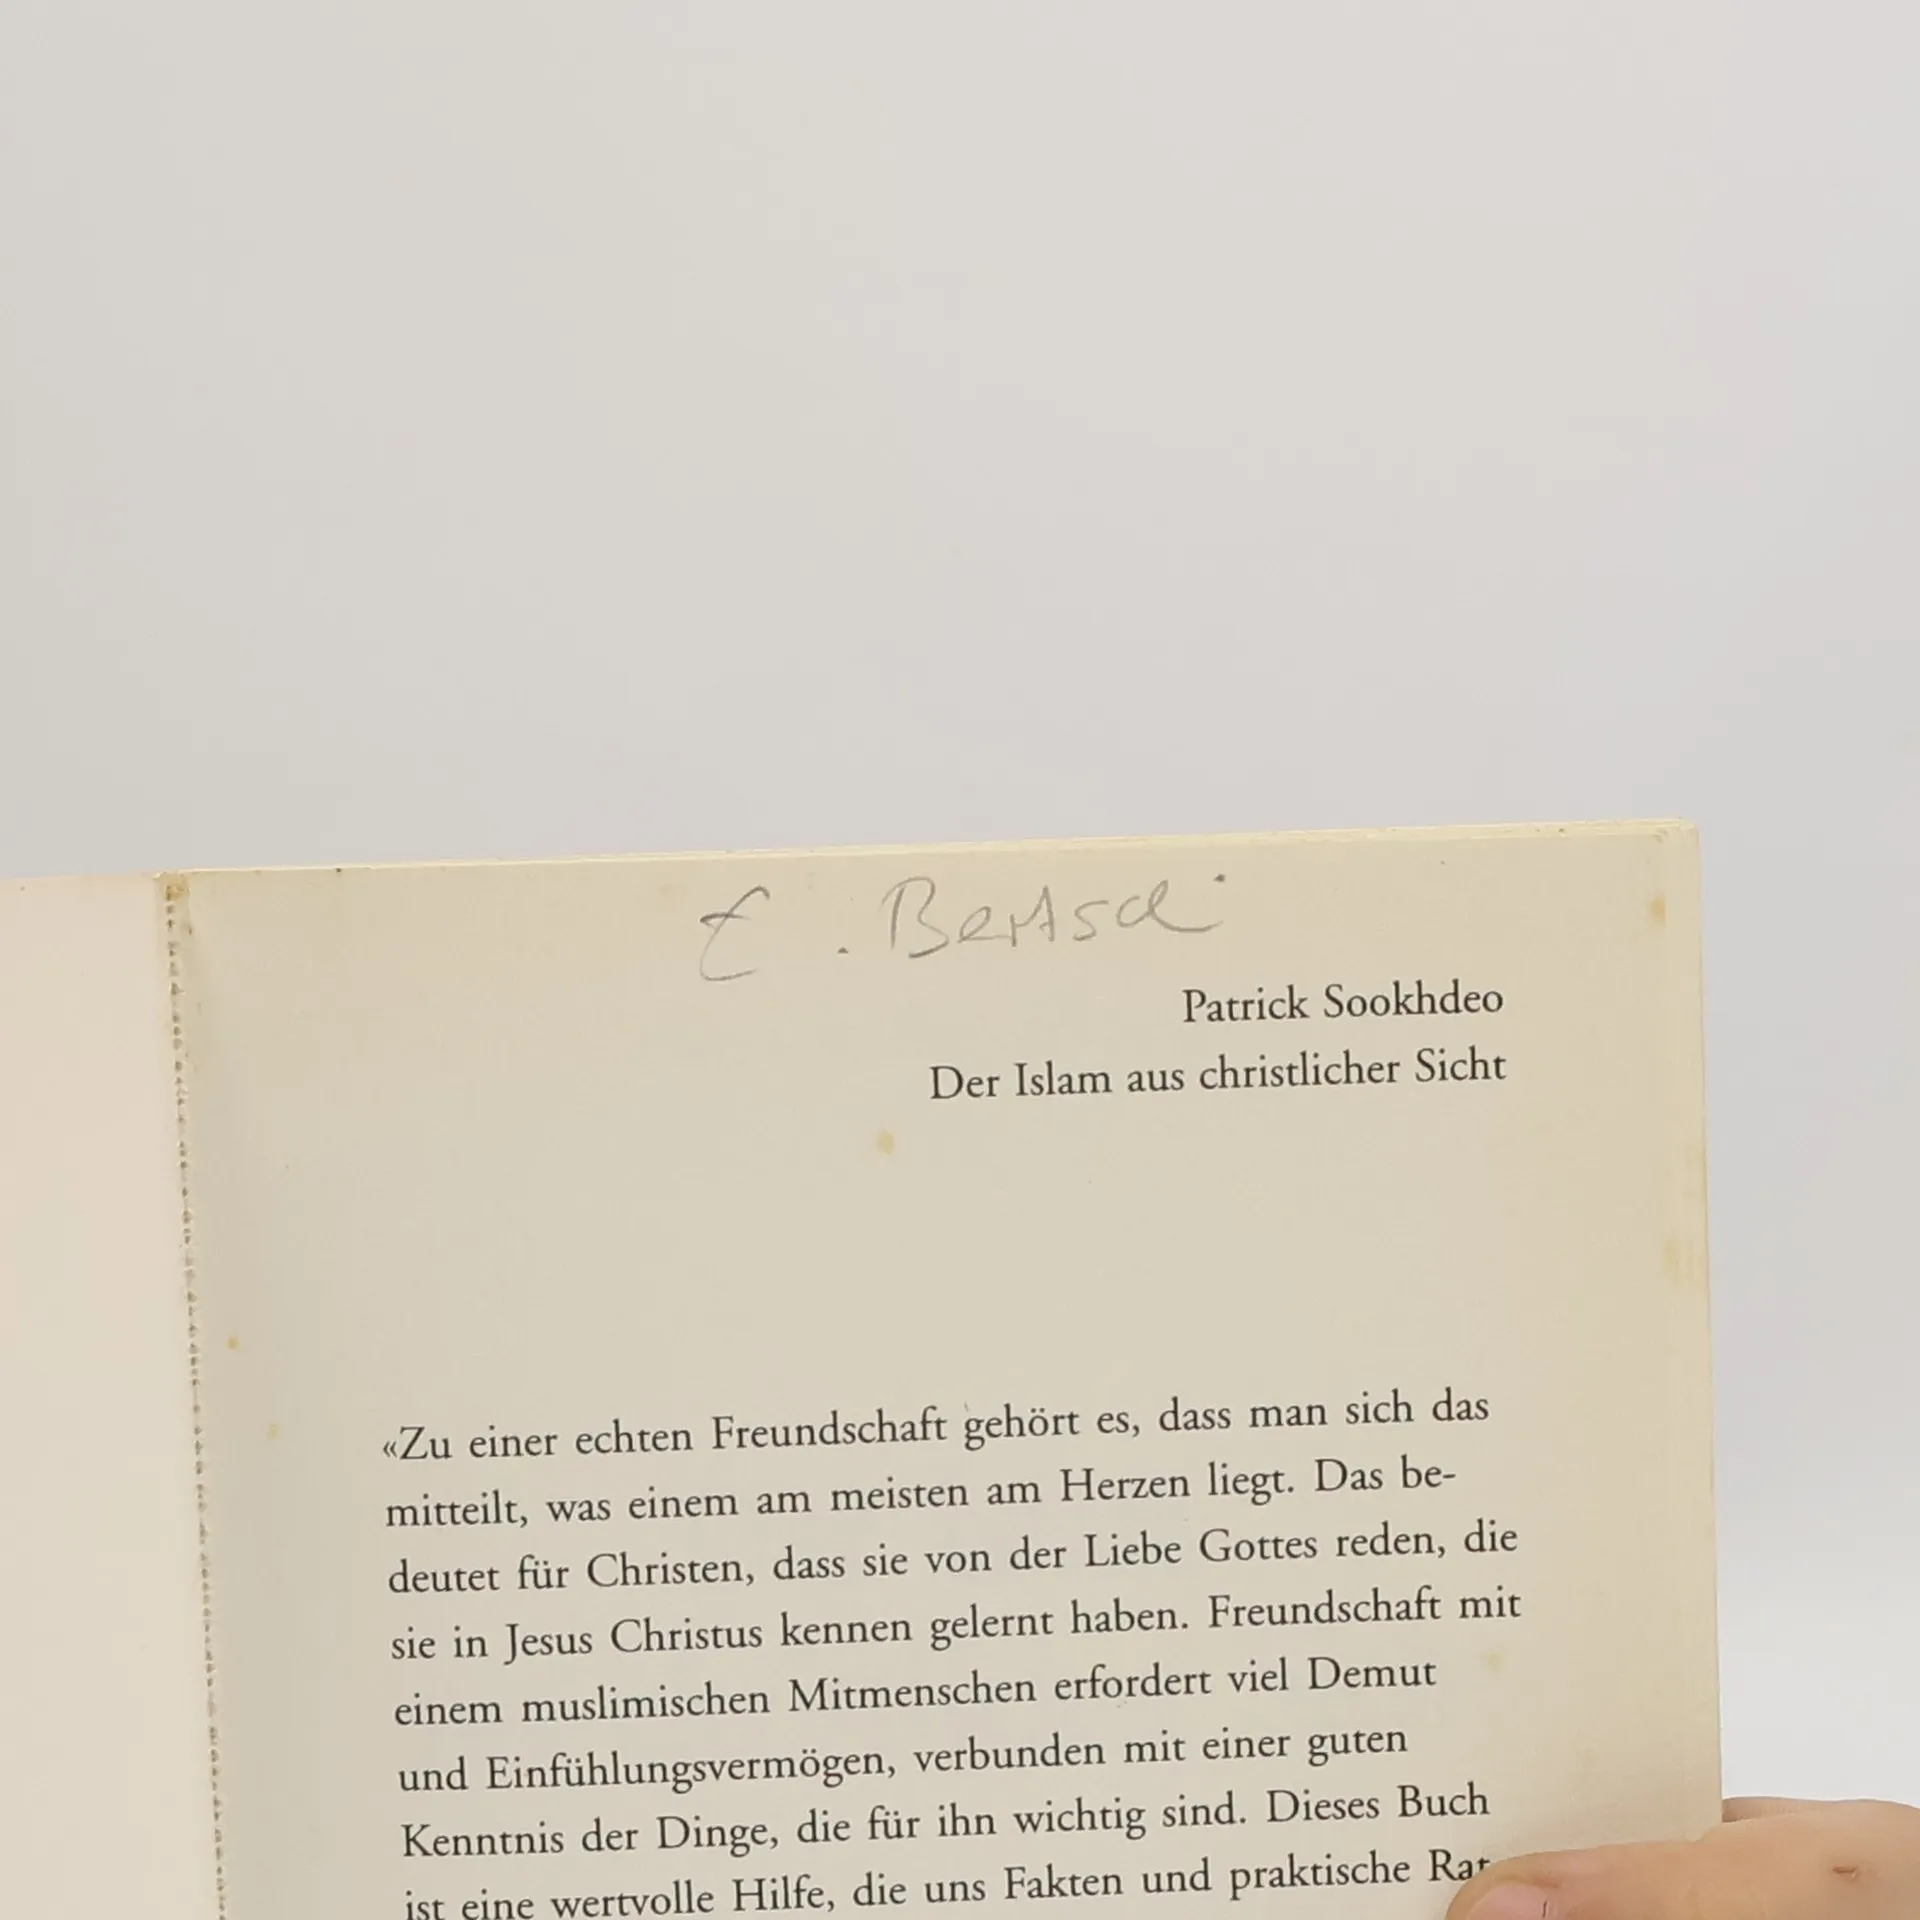 E. Bertschi
Patrick Sookhdeo
Der Islam aus christlicher Sicht
«Zu einer echten Freundschaft gehört es, dass man sich das
mitteilt, was einem am meisten am Herzen liegt. Das be-
deutet für Christen, dass sie von der Liebe Gottes reden, die
sie in Jesus Christus kennen gelernt haben. Freundschaft mit
einem muslimischen Mitmenschen erfordert viel Demut
und Einfühlungsvermögen, verbunden mit einer guten
Kenntnis der Dinge, die für ihn wichtig sind. Dieses Buch
ist eine wertvolle Hilfe, die uns Fakten und praktische Rat